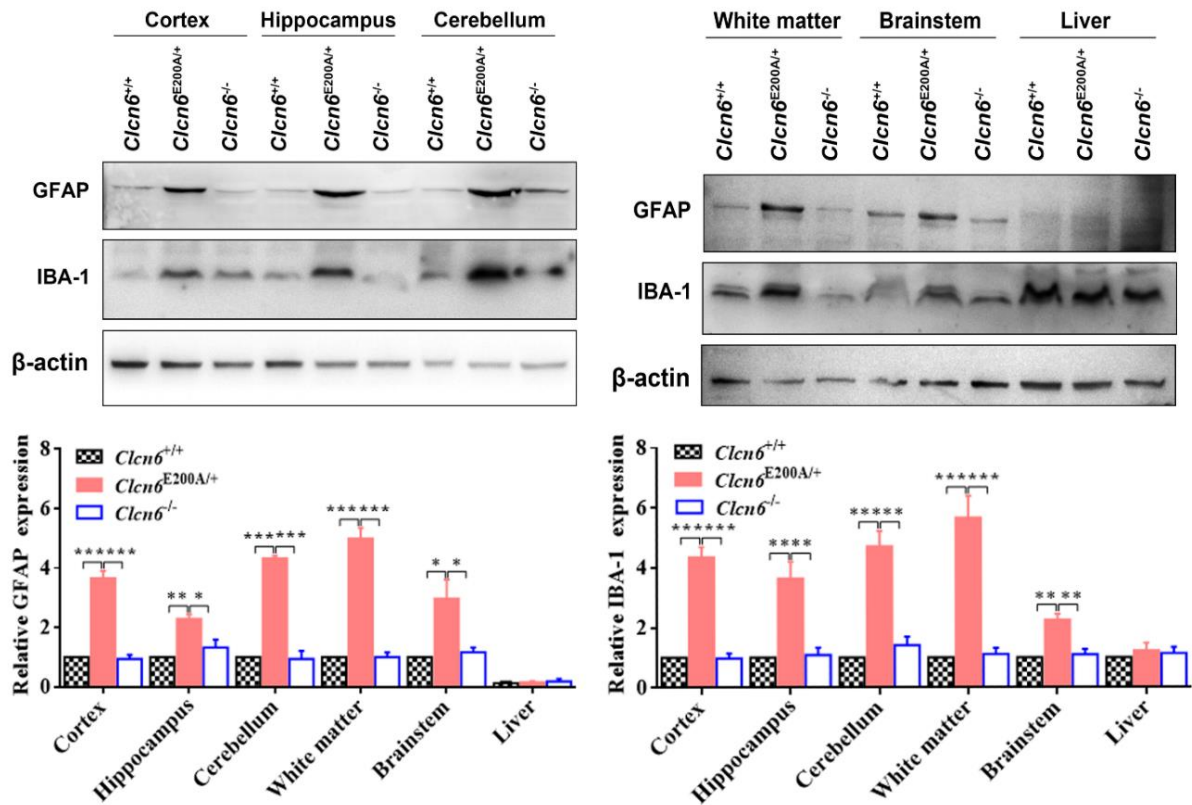 Cortex Hippocampus Cerebellum
Clcn6+/+ Clcn6E200A/+ Clcn6-/- Clcn6+/+ Clcn6E200A/+ Clcn6-/- Clcn6+/+ Clcn6E200A/+ Clcn6-/-
GFAP
IBA-1
β-actin
White matter Brainstem Liver
Clcn6+/+ Clcn6E200A/+ Clcn6-/- Clcn6+/+ Clcn6E200A/+ Clcn6-/- Clcn6+/+ Clcn6E200A/+ Clcn6-/-
GFAP
IBA-1
β-actin
Relative GFAP expression
8
6
4
2
0
Clcn6+/+
Clcn6E200A/+
Clcn6-/-
******
** *
******
******
* *
Cortex
Hippocampus
Cerebellum
White matter
Brainstem
Liver
Relative IBA-1 expression
8
6
4
2
0
Clcn6+/+
Clcn6E200A/+
Clcn6-/-
******
****
*****
******
** **
Cortex
Hippocampus
Cerebellum
White matter
Brainstem
Liver